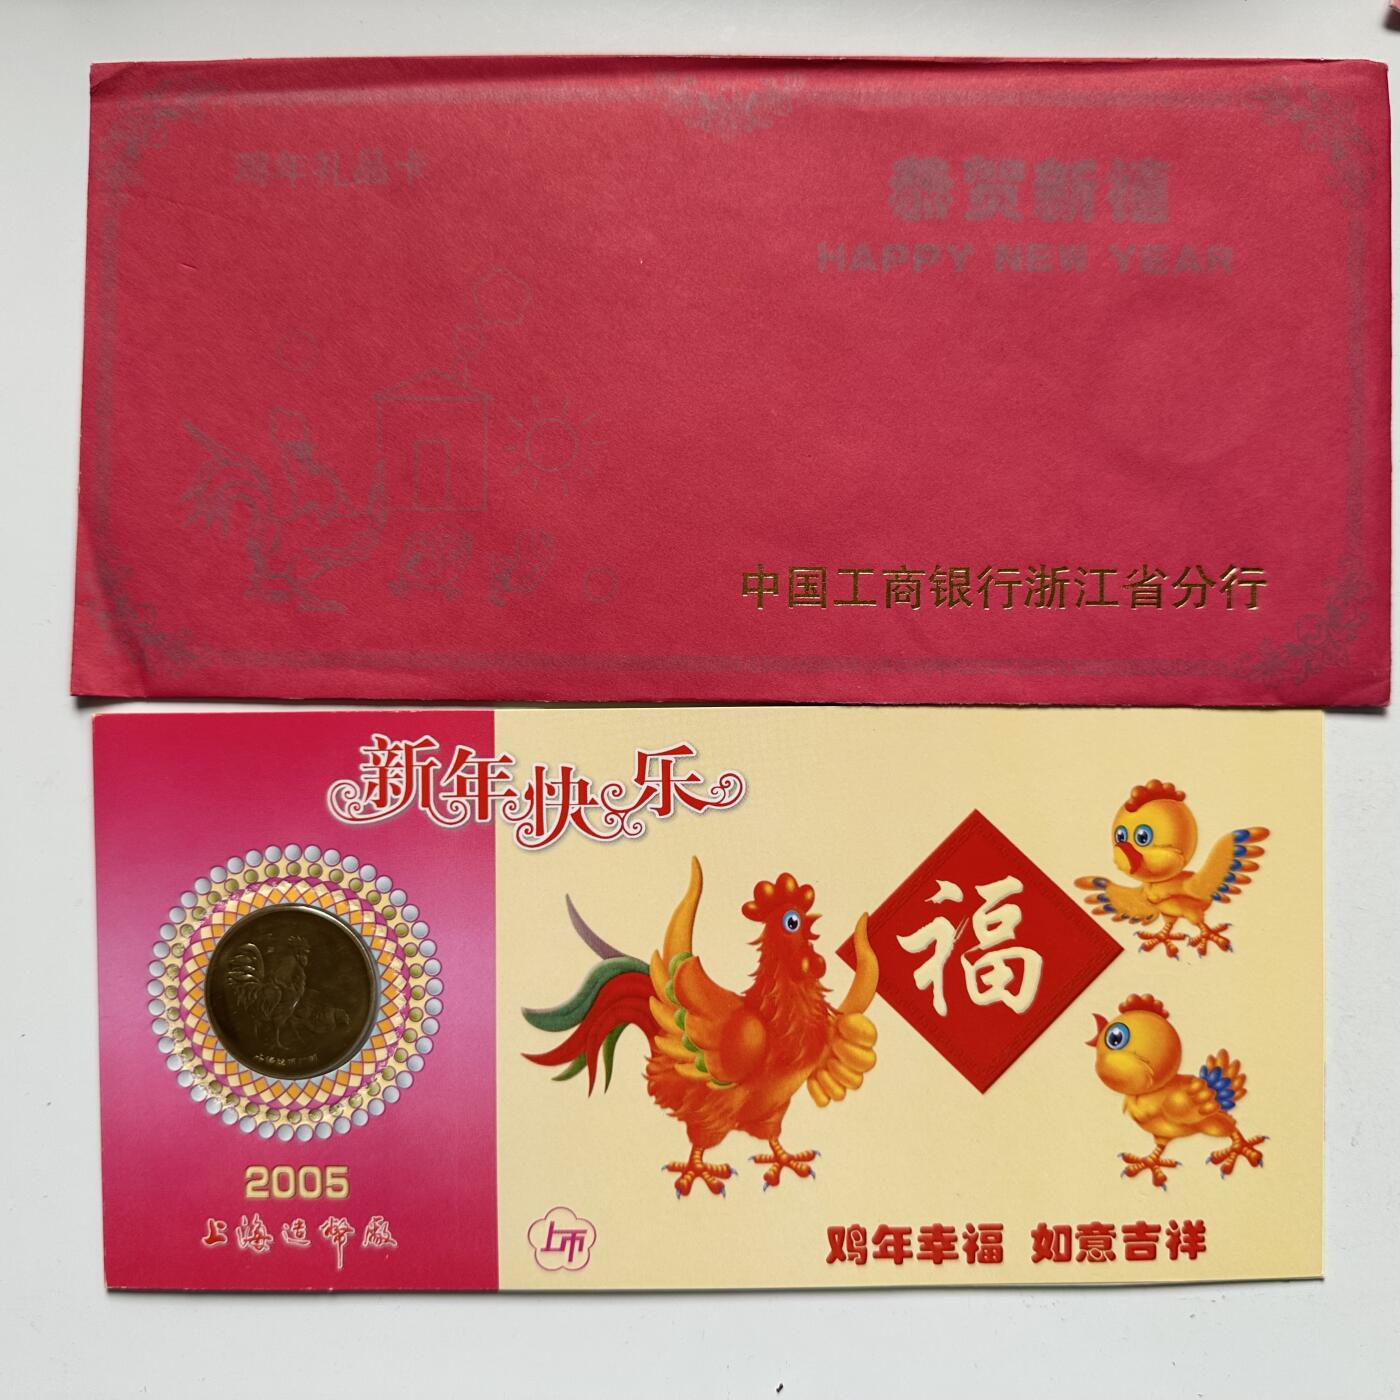 鸡年礼品卡
恭贺新禧
HAPPY NEW YEAR
中国工商银行浙江省分行
新年快乐
福
2005
上海造幣廠
上币
鸡年幸福 如意吉祥